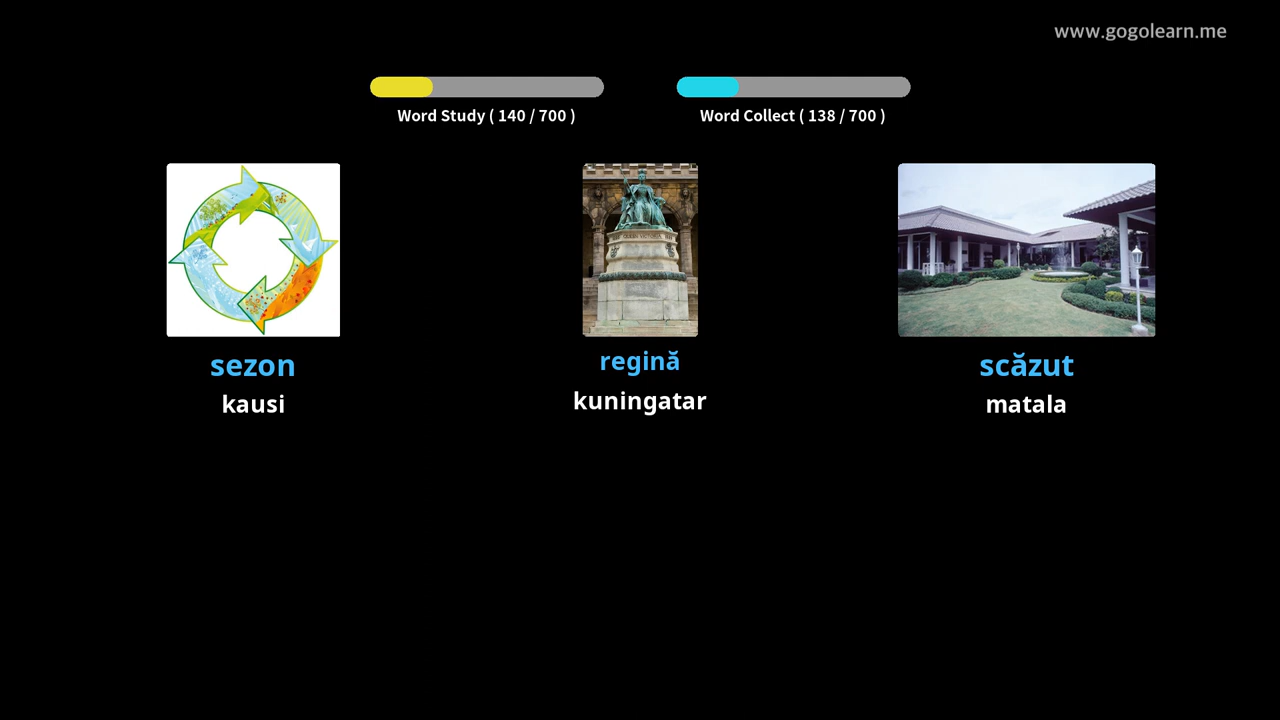 www.gogolearn.me
Word Study ( 140 / 700 )
Word Collect ( 138 / 700 )
sezon
regină
scăzut
kausi
kuningatar
matala